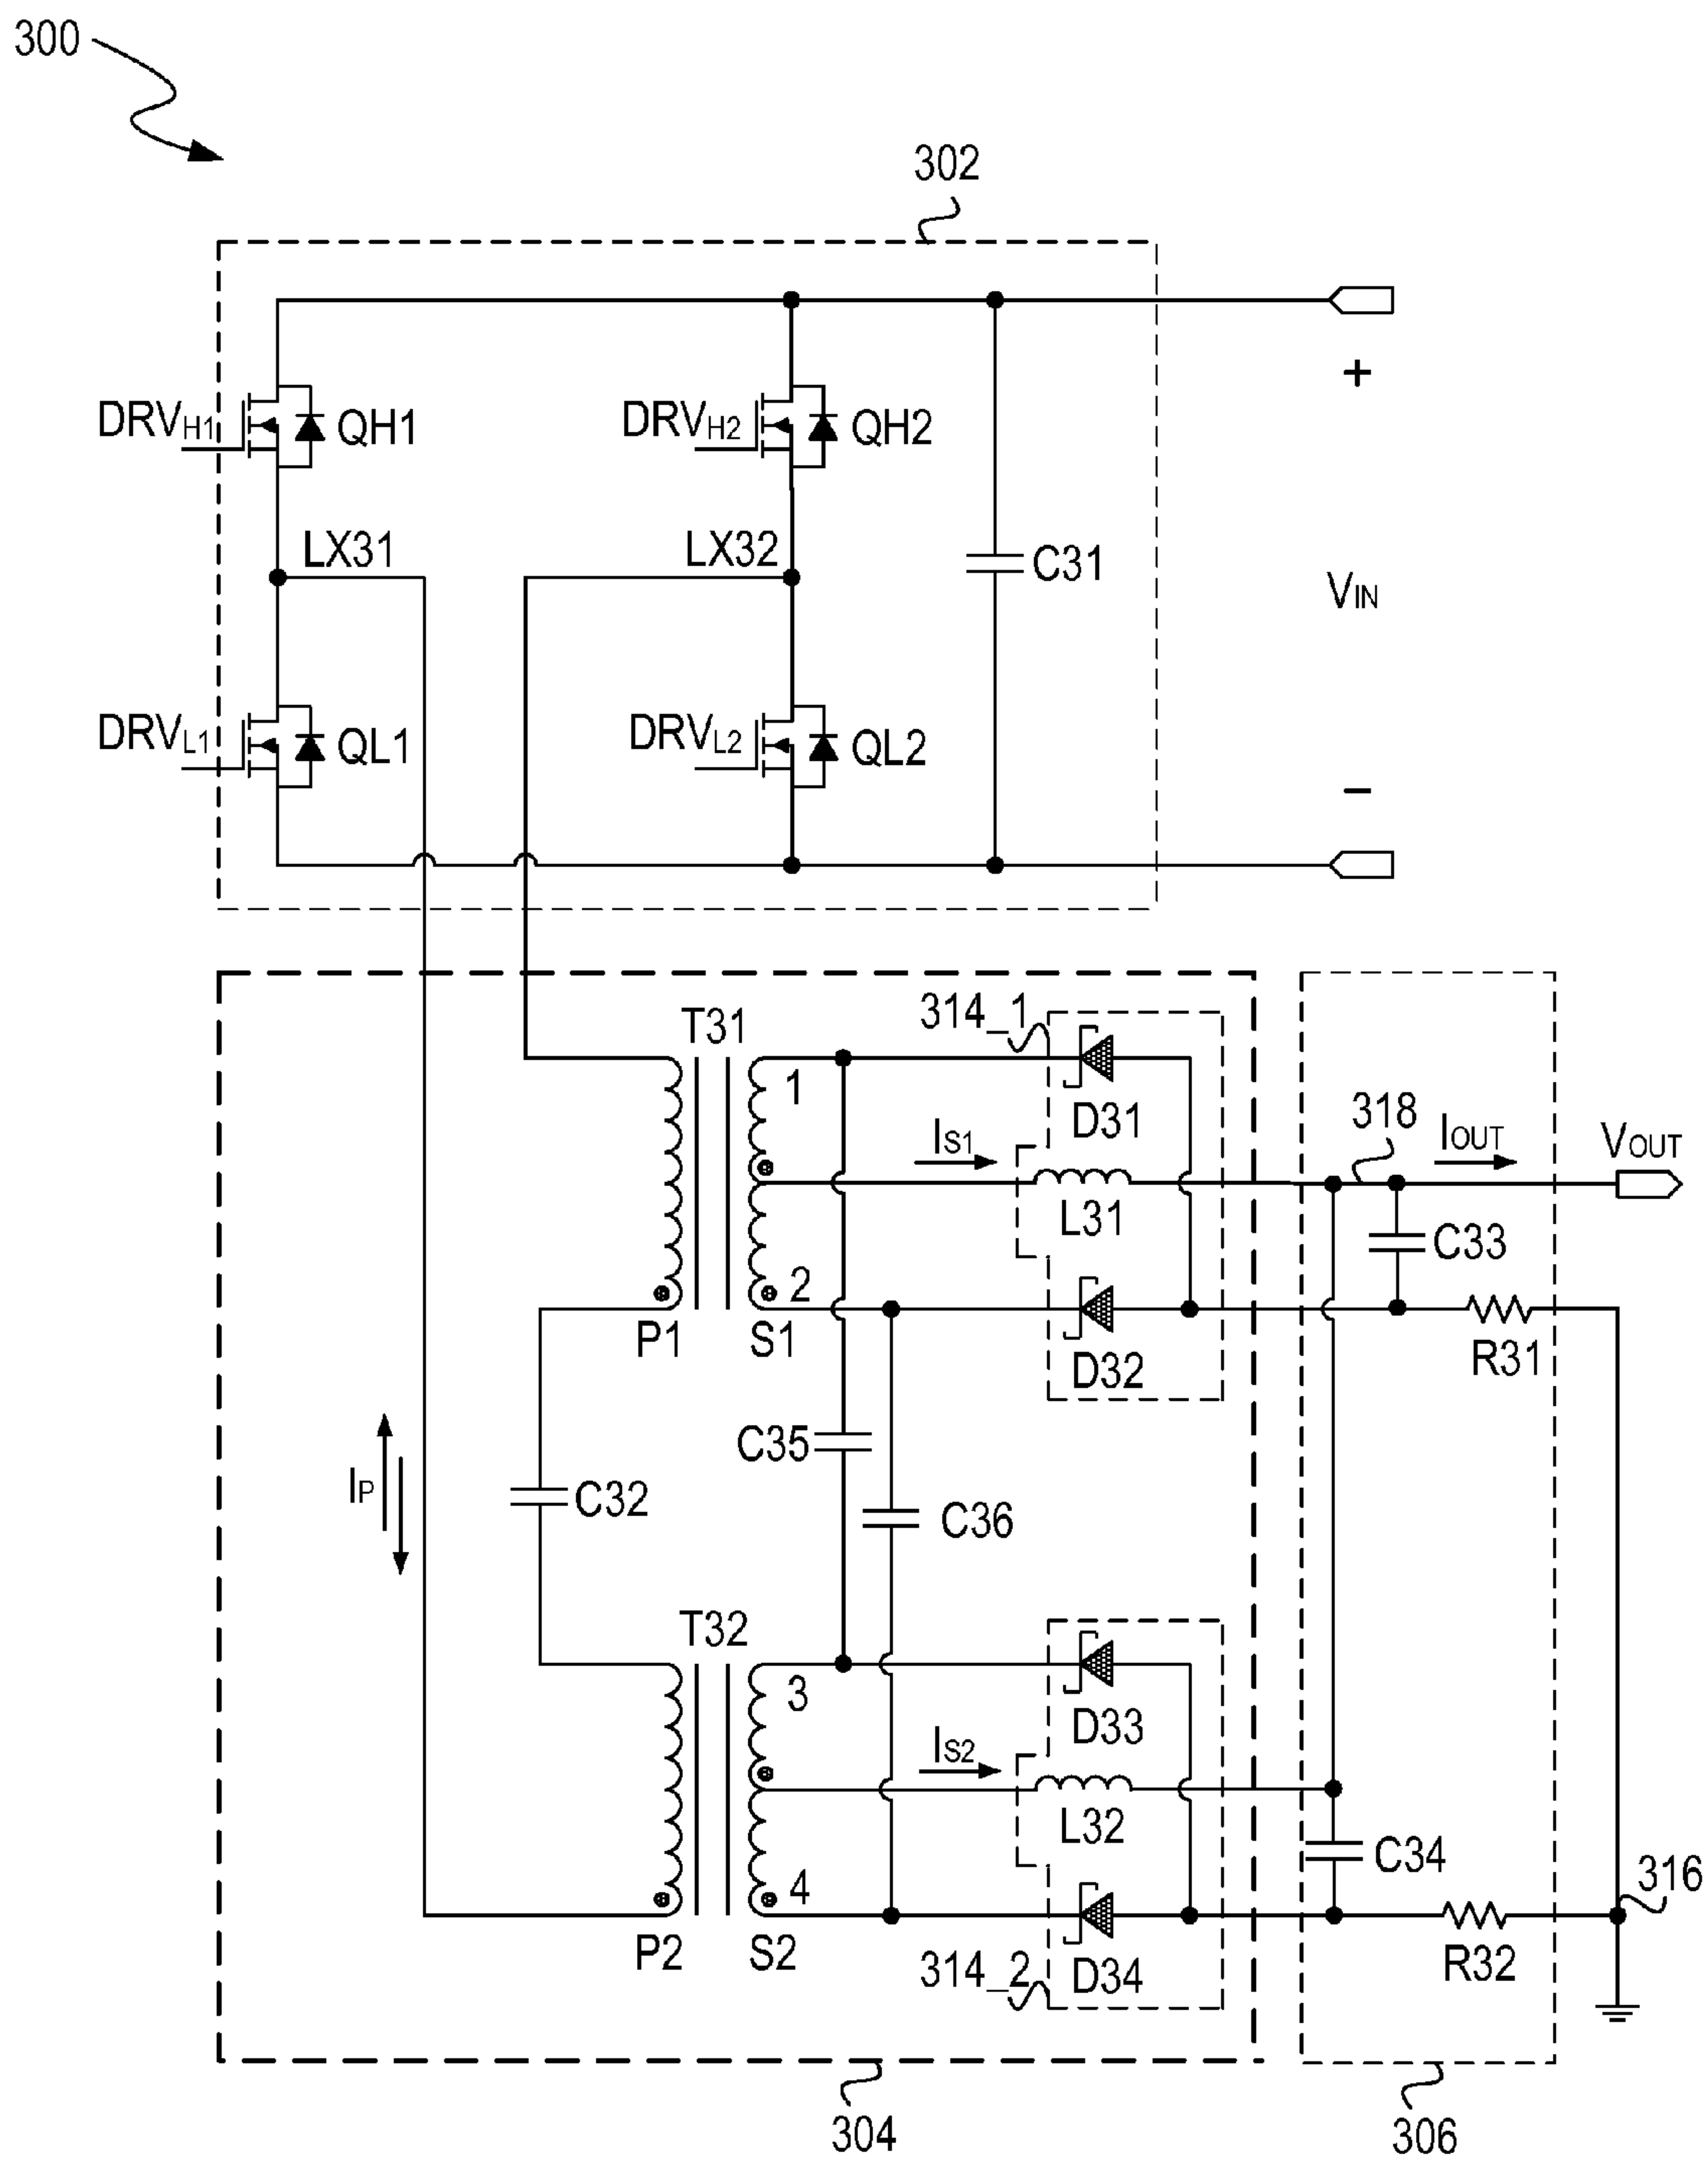 300
302
+
DRVH1
QH1
DRVH2
QH2
LX31
LX32
C31
VIN
DRVL1
QL1
DRVL2
QL2
−
T31
314_1
1
D31
IS1
318
IOUT
VOUT
L31
C33
2
P1
S1
D32
R31
C35
IP
C32
C36
T32
3
D33
IS2
L32
C34
4
316
P2
S2
314_2
D34
R32
304
306